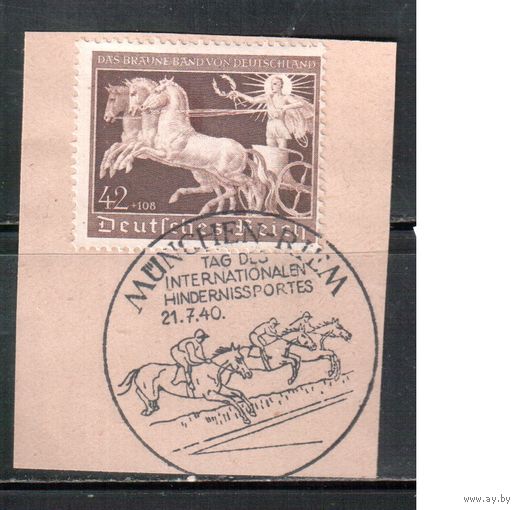 DAS BRAUNE BAND VON DEUTSCHLAND
42 +108
Deutsches Reich
MÜNCHEN-RIEM
TAG DES
INTERNATIONALEN
HINDERNISSPORTES
21.7.40.
www.ay.by